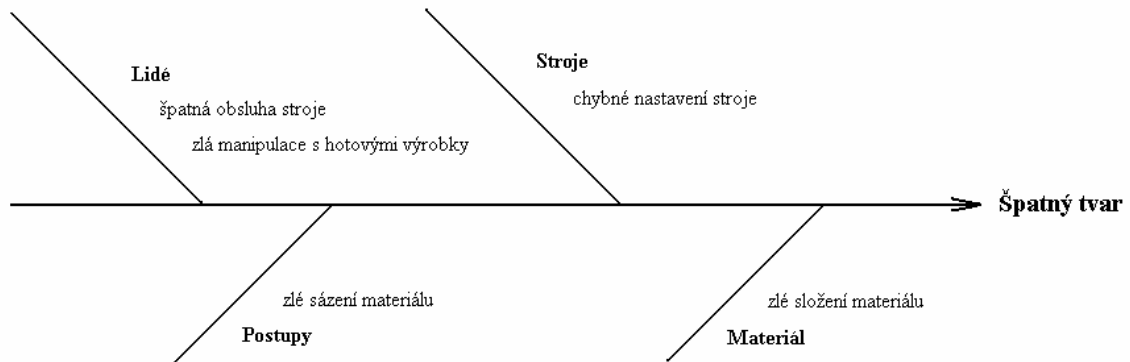 Lidé
špatná obsluha stroje
zlá manipulace s hotovými výrobky
Stroje
chybné nastavení stroje
Špatný tvar
zlé sázení materiálu
Postupy
zlé složení materiálu
Materiál